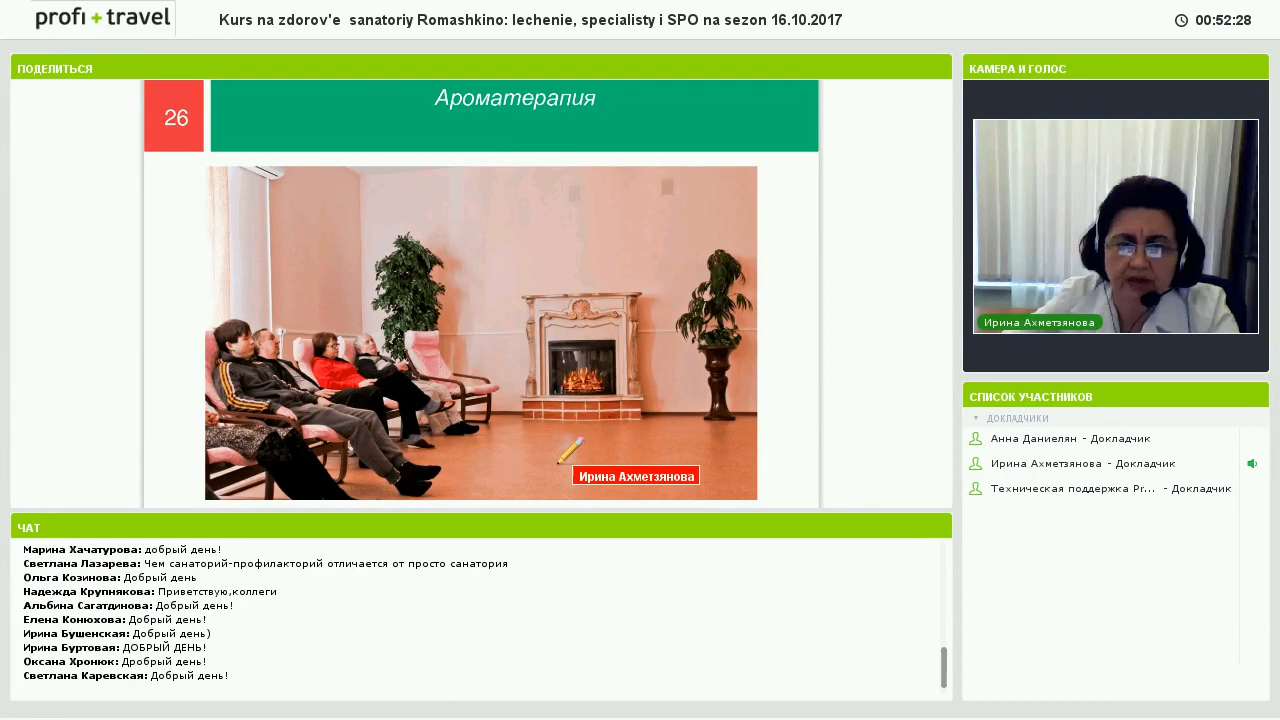 profi + travel
Kurs na zdorov'e sanatoriy Romashkino: lechenie, specialisty i SPO na sezon 16.10.2017
00:52:28
ПОДЕЛИТЬСЯ
26
Ароматерапия
Ирина Ахметзянова
ЧАТ
Марина Хачатурова: добрый день!
Светлана Лазарева: Чем санаторий-профилакторий отличается от просто санатория
Ольга Козинова: Добрый день
Надежда Крупнякова: Приветствую,коллеги
Альбина Сагатдинова: Добрый день!
Елена Конюхова: Добрый день!
Ирина Бушенская: Добрый день)
Ирина Буртовая: ДОБРЫЙ ДЕНЬ!
Оксана Хронюк: Дробрый день!
Светлана Каревская: Добрый день!
КАМЕРА И ГОЛОС
Ирина Ахметзянова
СПИСОК УЧАСТНИКОВ
ДОКЛАДЧИКИ
Анна Даниелян - Докладчик
Ирина Ахметзянова - Докладчик
Техническая поддержка Pr... - Докладчик